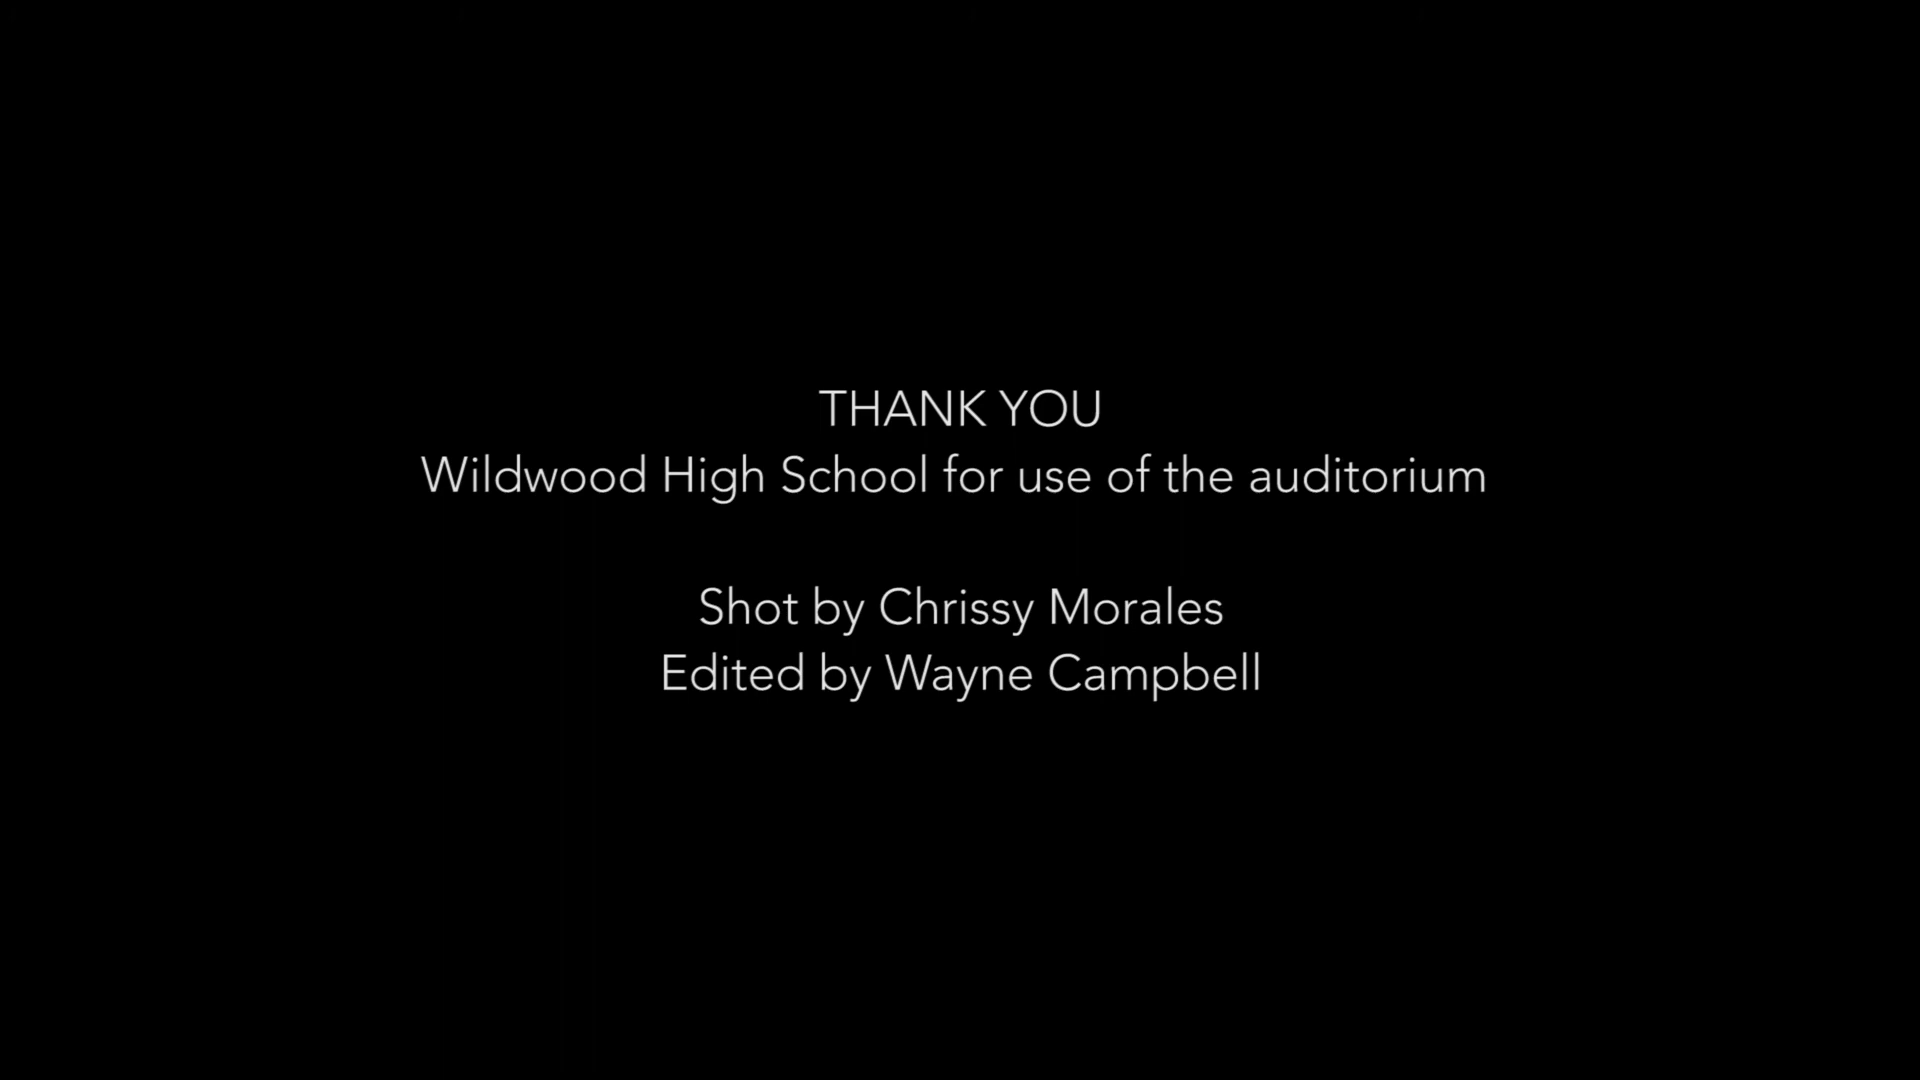 THANK YOU
Wildwood High School for use of the auditorium
Shot by Chrissy Morales
Edited by Wayne Campbell